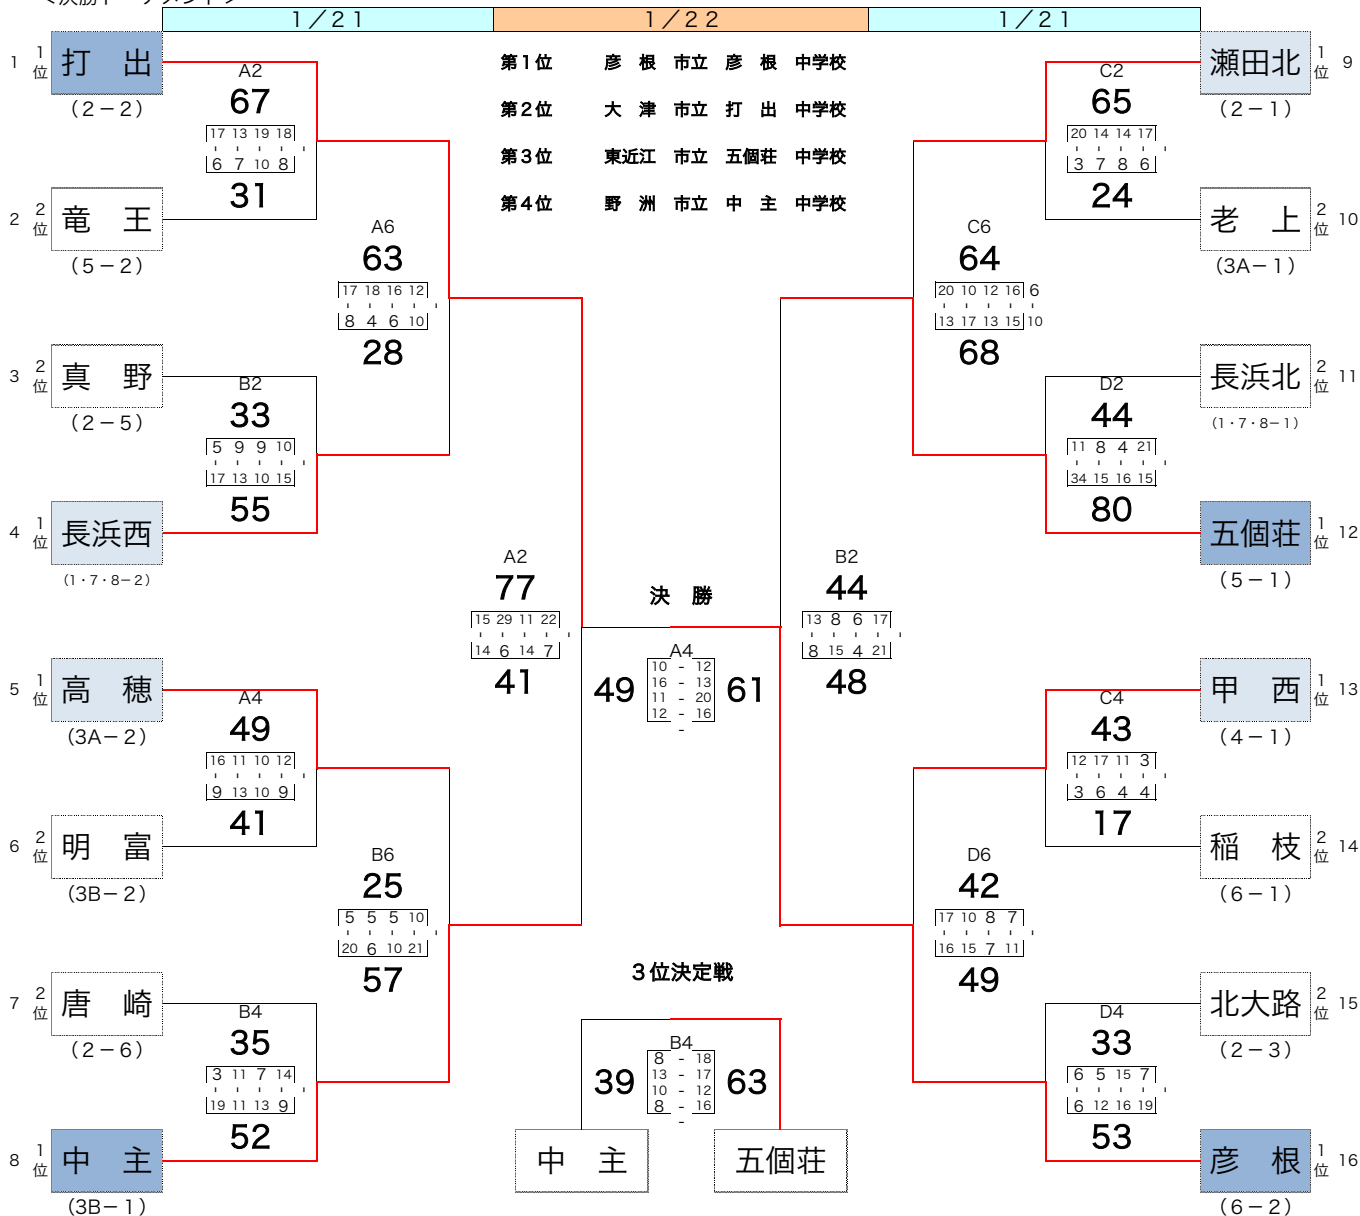 1／21 1／22 1／21
第1位 彦 根 市立 彦 根 中学校
第2位 大 津 市立 打 出 中学校
第3位 東近江 市立 五個荘 中学校
第4位 野 洲 市立 中 主 中学校
1 1位 打 出
(2－2)
A2
67
17 13 19 18
- - - - -
6 7 10 8
31
2 2位 竜 王
(5－2)
A6
63
17 18 16 12
- - - - -
8 4 6 10
28
3 2位 真 野
(2－5)
B2
33
5 9 9 10
- - - - -
17 13 10 15
55
4 1位 長浜西
(1・7・8－2)
A2
77
15 29 11 22
- - - - -
14 6 14 7
41
5 1位 高 穂
(3A－2)
A4
49
16 11 10 12
- - - - -
9 13 10 9
41
6 2位 明 富
(3B－2)
B6
25
5 5 5 10
- - - - -
20 6 10 21
57
7 2位 唐 崎
(2－6)
B4
35
3 11 7 14
- - - - -
19 11 13 9
52
8 1位 中 主
(3B－1)
決 勝
A4
10 - 12
16 - 13
49 61
11 - 20
12 - 16
-
3位決定戦
B4
8 - 18
13 - 17
39 63
10 - 12
8 - 16
-
中 主 五個荘
瀬田北 1位 9
(2－1)
C2
65
20 14 14 17
- - - - -
3 7 8 6
24
老 上 2位 10
(3A－1)
C6
64
20 10 12 16 6
- - - - -
13 17 13 15 10
68
長浜北 2位 11
(1・7・8－1)
D2
44
11 8 4 21
- - - - -
34 15 16 15
80
五個荘 1位 12
(5－1)
B2
44
13 8 6 17
- - - - -
8 15 4 21
48
甲 西 1位 13
(4－1)
C4
43
12 17 11 3
- - - - -
3 6 4 4
17
稲 枝 2位 14
(6－1)
D6
42
17 10 8 7
- - - - -
16 15 7 11
49
北大路 2位 15
(2－3)
D4
33
6 5 15 7
- - - - -
6 12 16 19
53
彦 根 1位 16
(6－2)